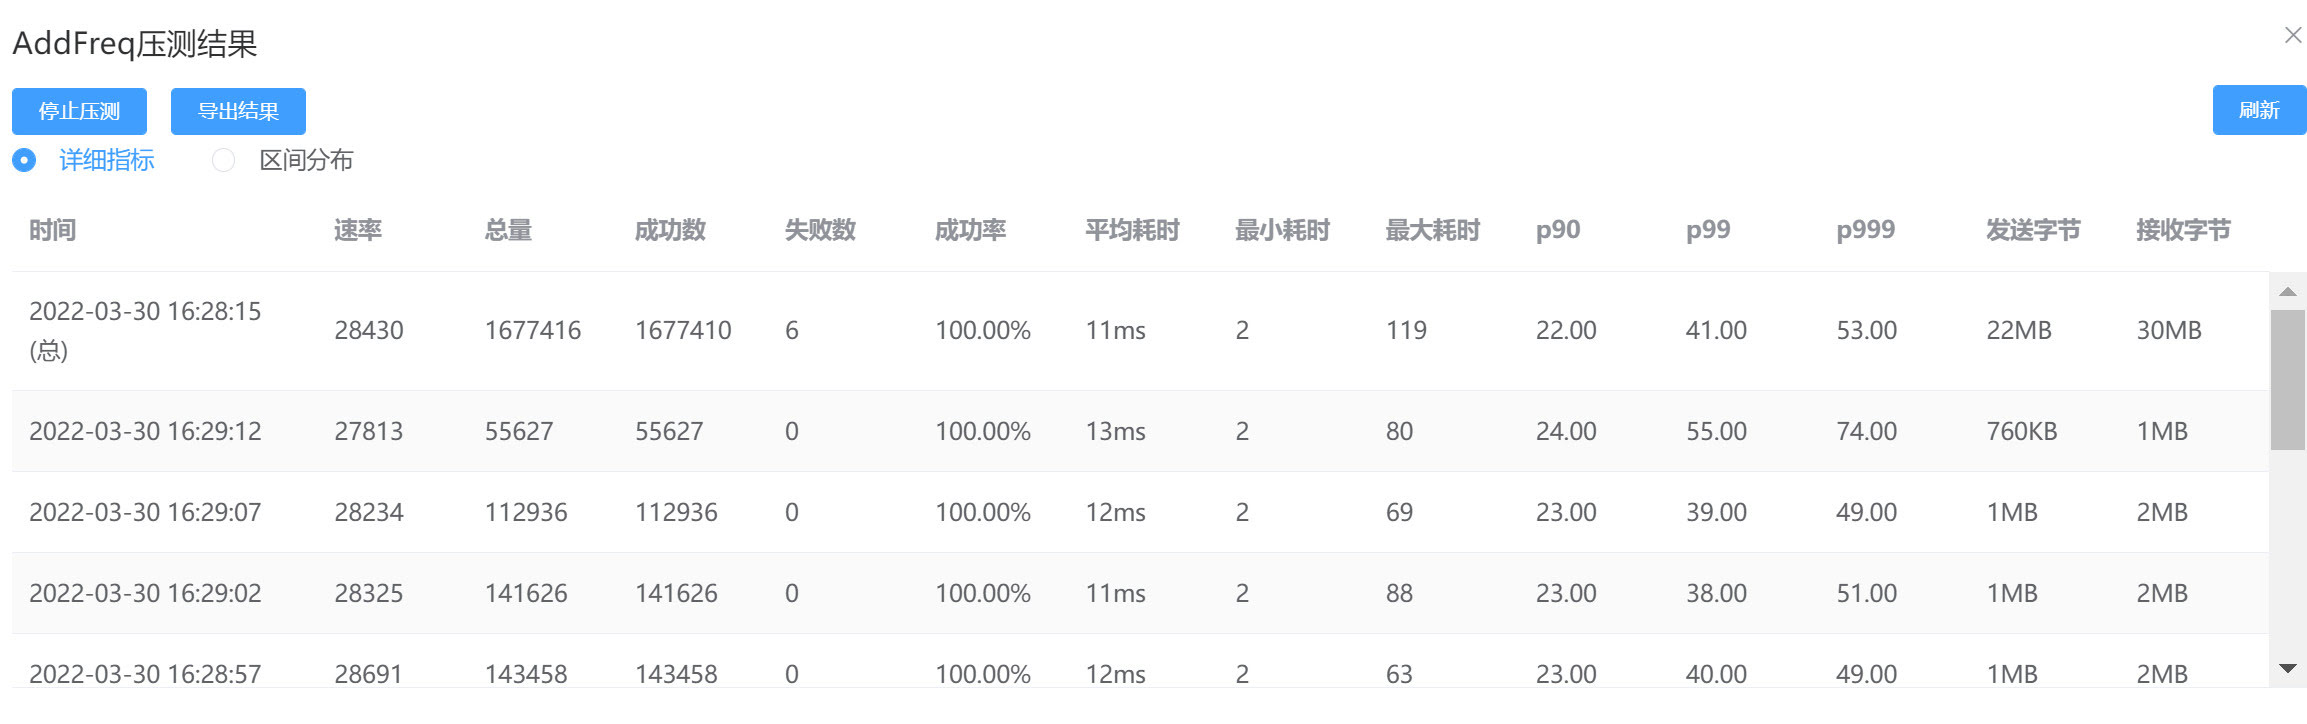 AddFreq压测结果
停止压测 导出结果 刷新
详细指标 区间分布
时间 速率 总量 成功数 失败数 成功率 平均耗时 最小耗时 最大耗时 p90 p99 p999 发送字节 接收字节
2022-03-30 16:28:15
(总) 28430 1677416 1677410 6 100.00% 11ms 2 119 22.00 41.00 53.00 22MB 30MB
2022-03-30 16:29:12 27813 55627 55627 0 100.00% 13ms 2 80 24.00 55.00 74.00 760KB 1MB
2022-03-30 16:29:07 28234 112936 112936 0 100.00% 12ms 2 69 23.00 39.00 49.00 1MB 2MB
2022-03-30 16:29:02 28325 141626 141626 0 100.00% 11ms 2 88 23.00 38.00 51.00 1MB 2MB
2022-03-30 16:28:57 28691 143458 143458 0 100.00% 12ms 2 63 23.00 40.00 49.00 1MB 2MB